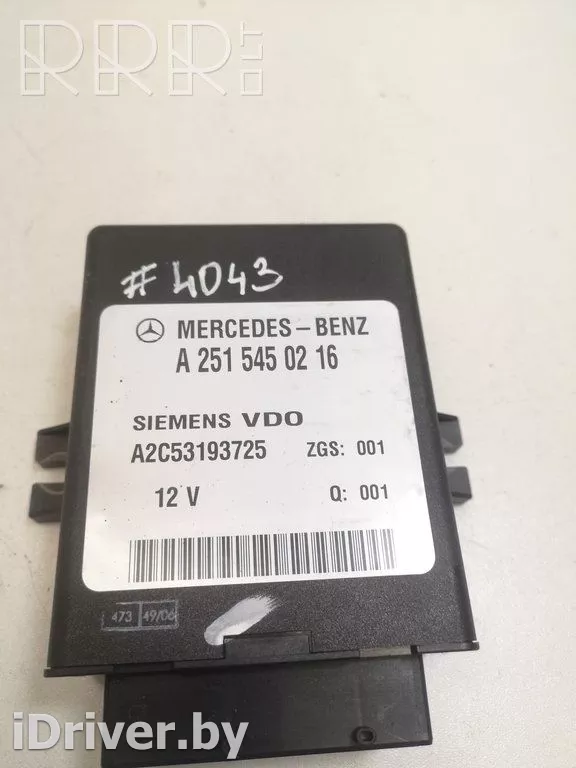 RRR.LT
#4043
MERCEDES-BENZ
A 251 545 02 16
SIEMENS VDO
A2C53193725 ZGS: 001
12 V Q: 001
473 49/06
iDriver.by